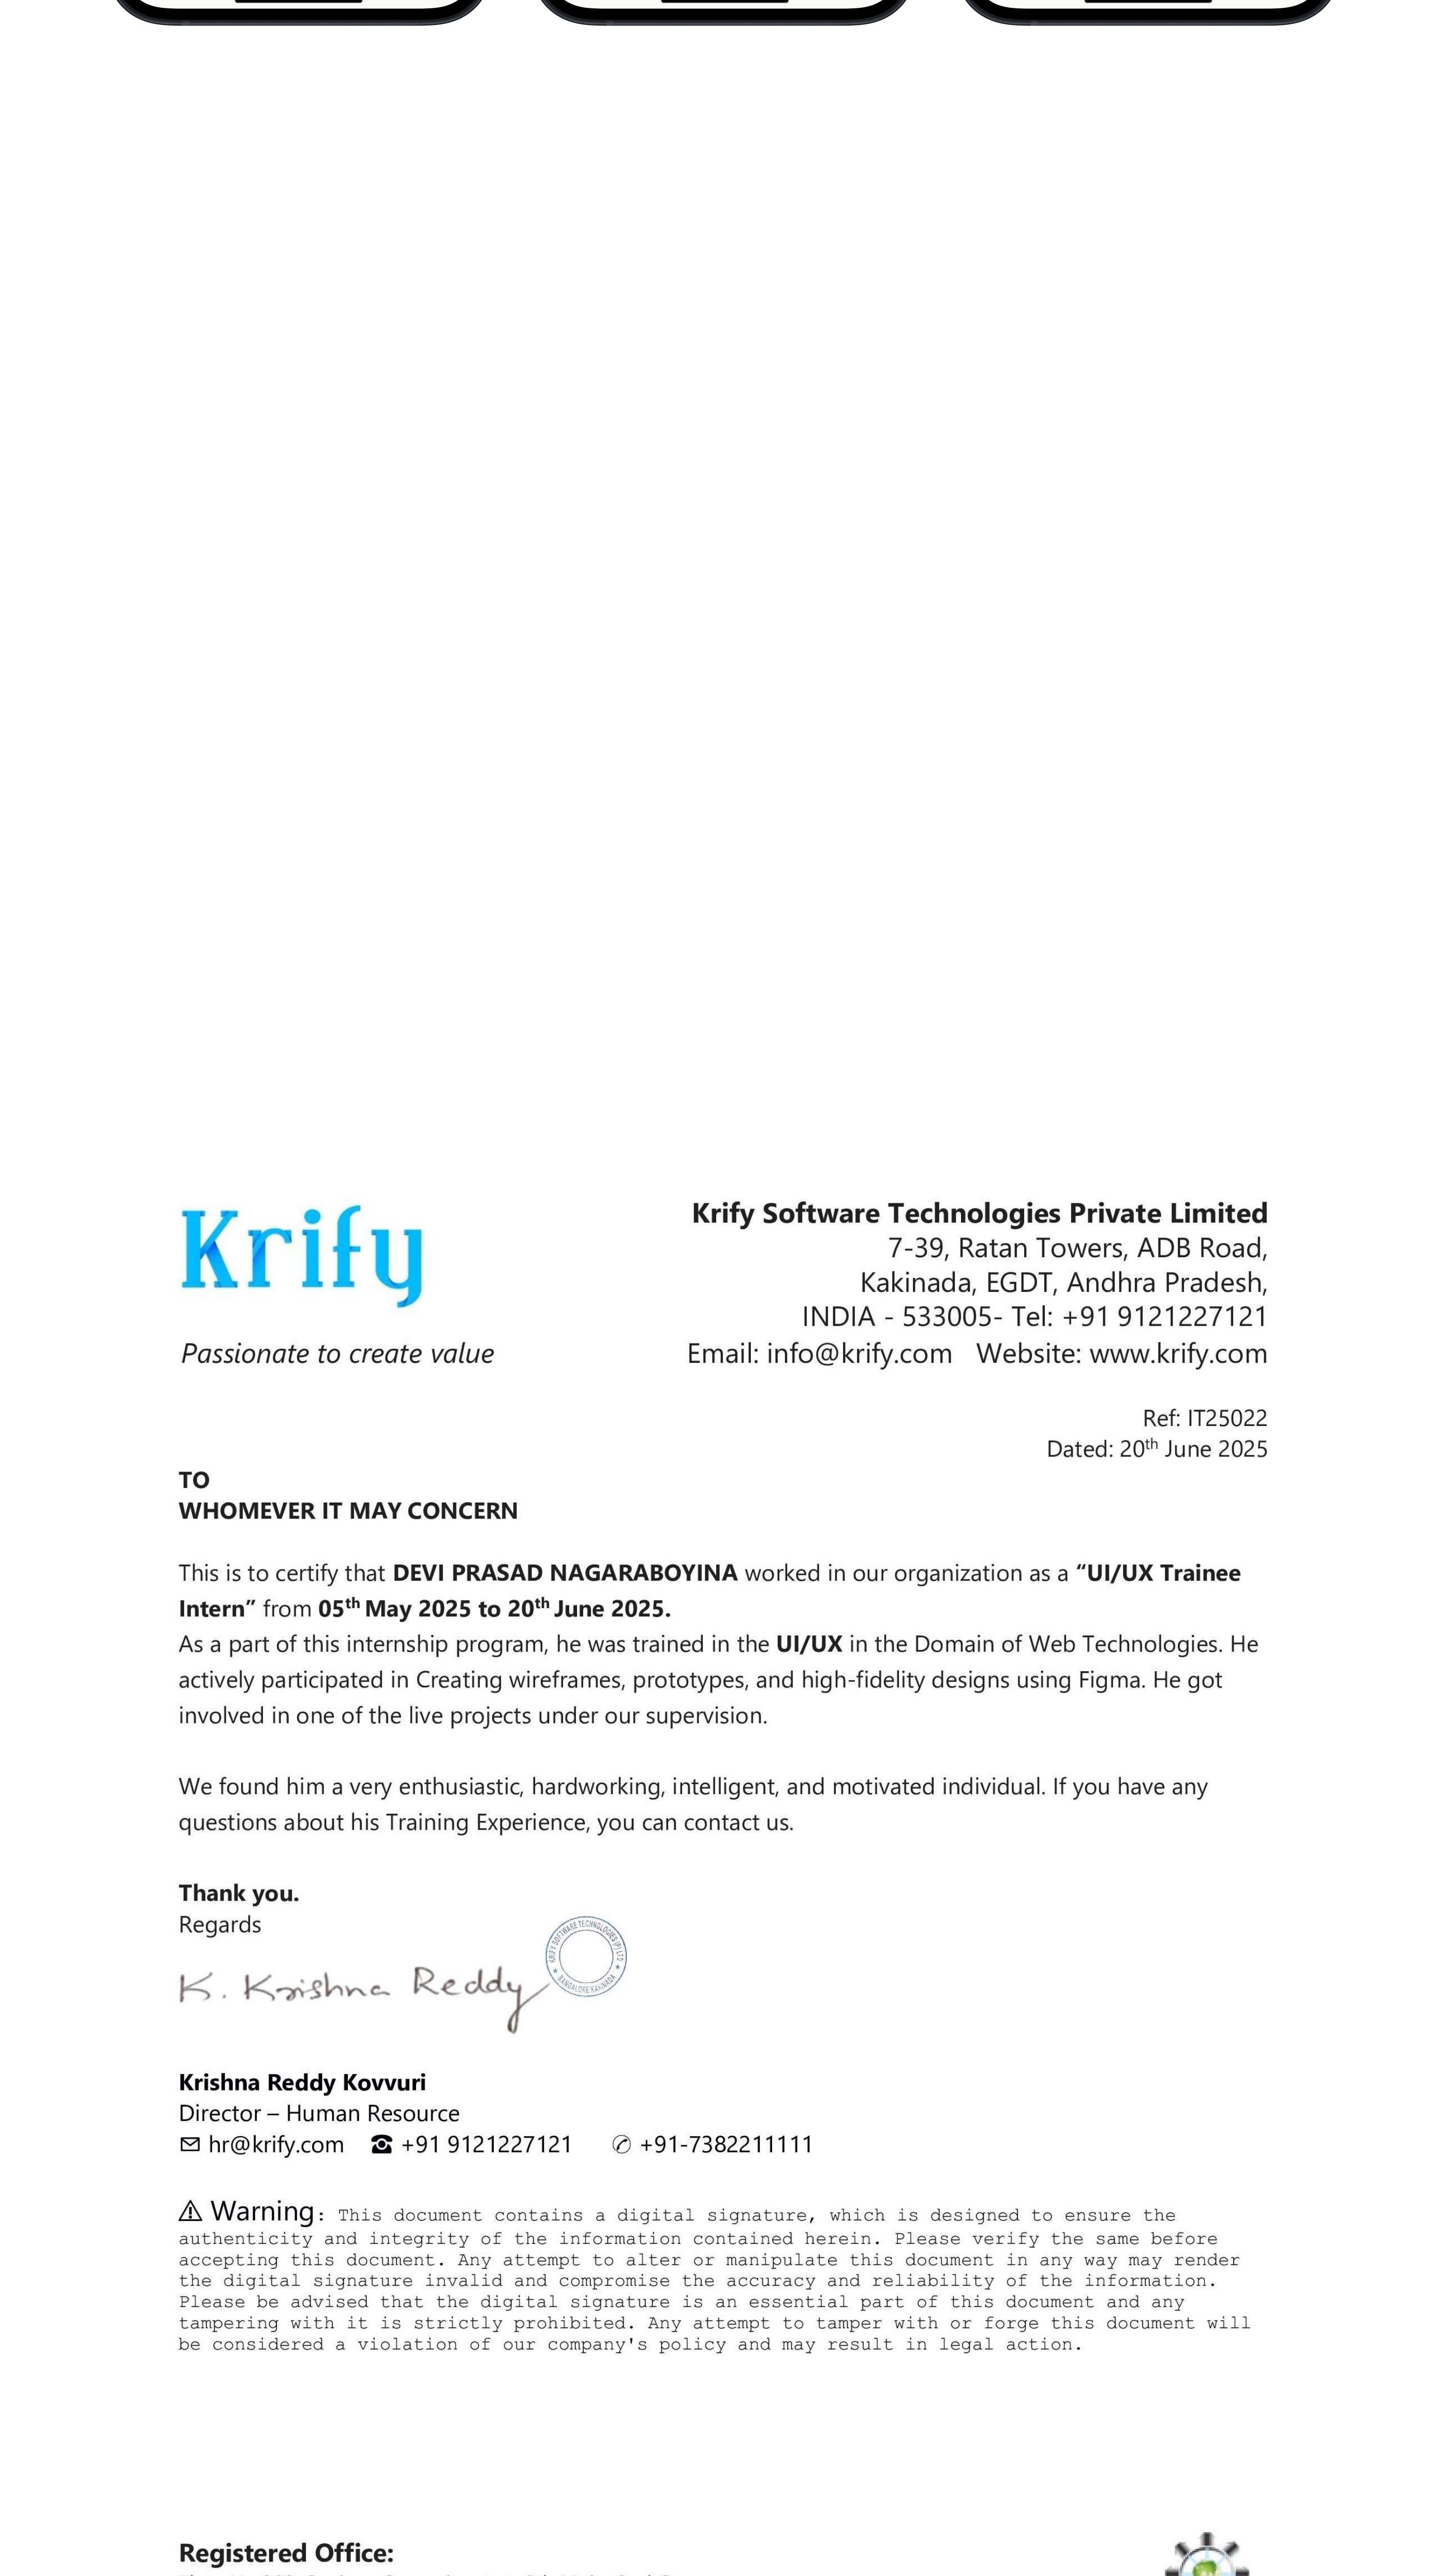 Krify
Passionate to create value
Krify Software Technologies Private Limited
7-39, Ratan Towers, ADB Road,
Kakinada, EGDT, Andhra Pradesh,
INDIA - 533005- Tel: +91 9121227121
Email: info@krify.com   Website: www.krify.com
Ref: IT25022
Dated: 20th June 2025
TO
WHOMEVER IT MAY CONCERN
This is to certify that DEVI PRASAD NAGARABOYINA worked in our organization as a “UI/UX Trainee
Intern” from 05th May 2025 to 20th June 2025.
As a part of this internship program, he was trained in the UI/UX in the Domain of Web Technologies. He
actively participated in Creating wireframes, prototypes, and high-fidelity designs using Figma. He got
involved in one of the live projects under our supervision.
We found him a very enthusiastic, hardworking, intelligent, and motivated individual. If you have any
questions about his Training Experience, you can contact us.
Thank you.
Regards
K. Krishna Reddy
KRIFY SOFTWARE TECHNOLOGIES (P) LTD
★ BANGALORE KAKINADA ★
Krishna Reddy Kovvuri
Director – Human Resource
hr@krify.com   +91 9121227121   +91-7382211111
⚠ Warning: This document contains a digital signature, which is designed to ensure the
authenticity and integrity of the information contained herein. Please verify the same before
accepting this document. Any attempt to alter or manipulate this document in any way may render
the digital signature invalid and compromise the accuracy and reliability of the information.
Please be advised that the digital signature is an essential part of this document and any
tampering with it is strictly prohibited. Any attempt to tamper with or forge this document will
be considered a violation of our company's policy and may result in legal action.
Registered Office: